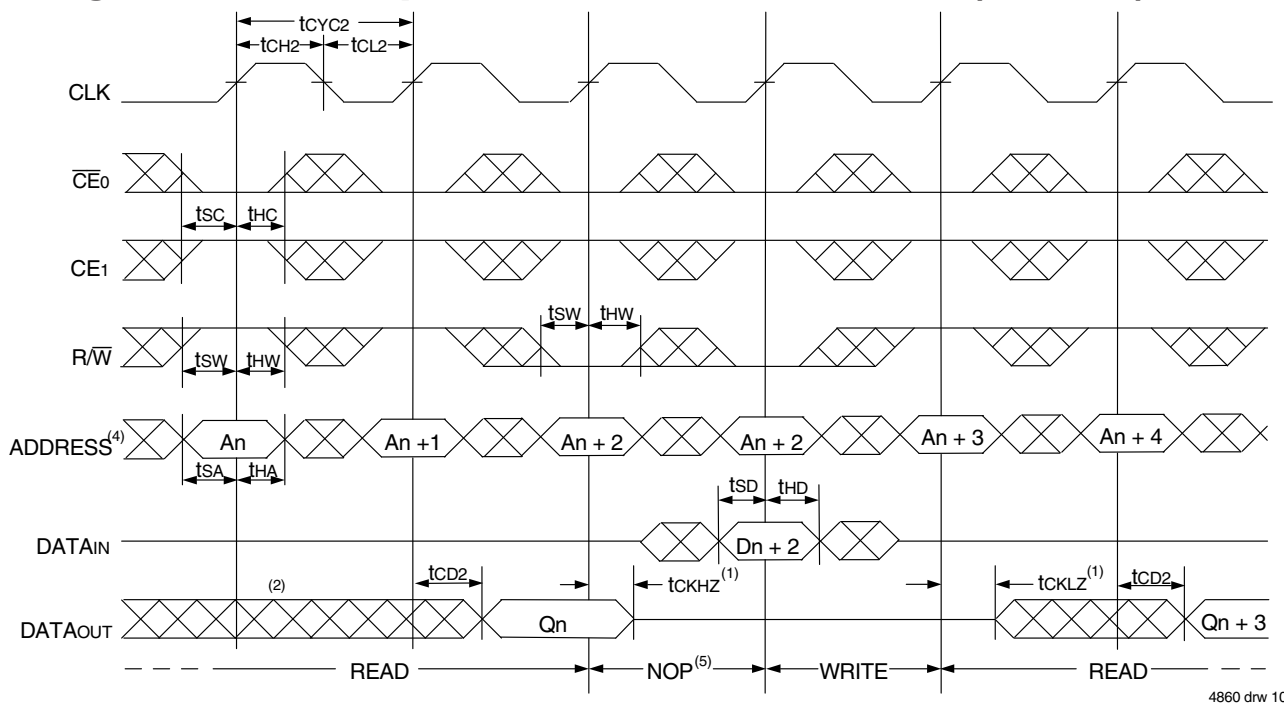 tCYC2
tCH2 tCL2
CLK
CE0
tSC tHC
CE1
tSW tHW
R/W
tSW tHW
ADDRESS(4) An An +1 An + 2 An + 2 An + 3 An + 4
tSA tHA
tSD tHD
DATAIN Dn + 2
(2) tCD2 tCKHZ(1) tCKLZ(1) tCD2
DATAOUT Qn Qn + 3
READ NOP(5) WRITE READ
4860 drw 10